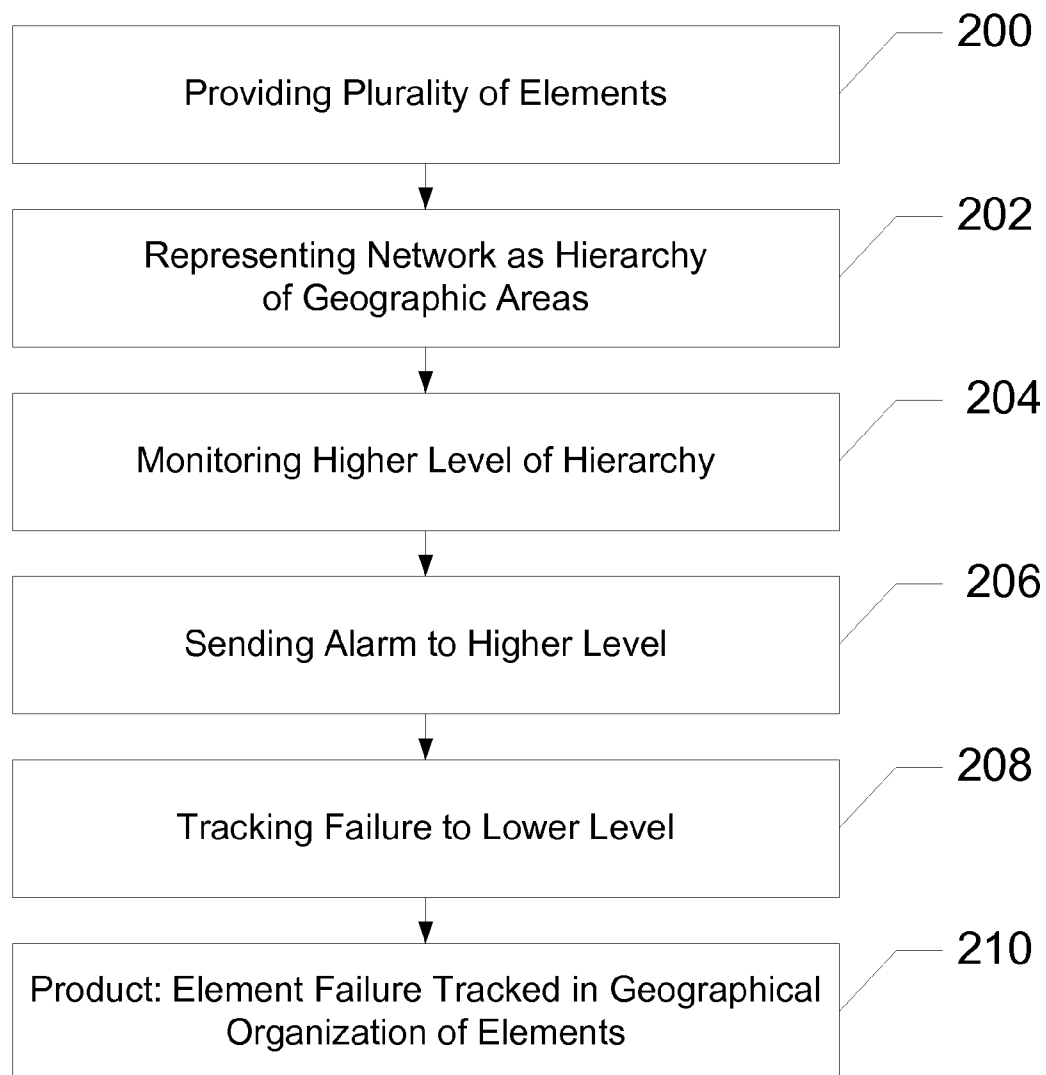 200
Providing Plurality of Elements
202
Representing Network as Hierarchy
of Geographic Areas
204
Monitoring Higher Level of Hierarchy
206
Sending Alarm to Higher Level
208
Tracking Failure to Lower Level
210
Product: Element Failure Tracked in Geographical
Organization of Elements